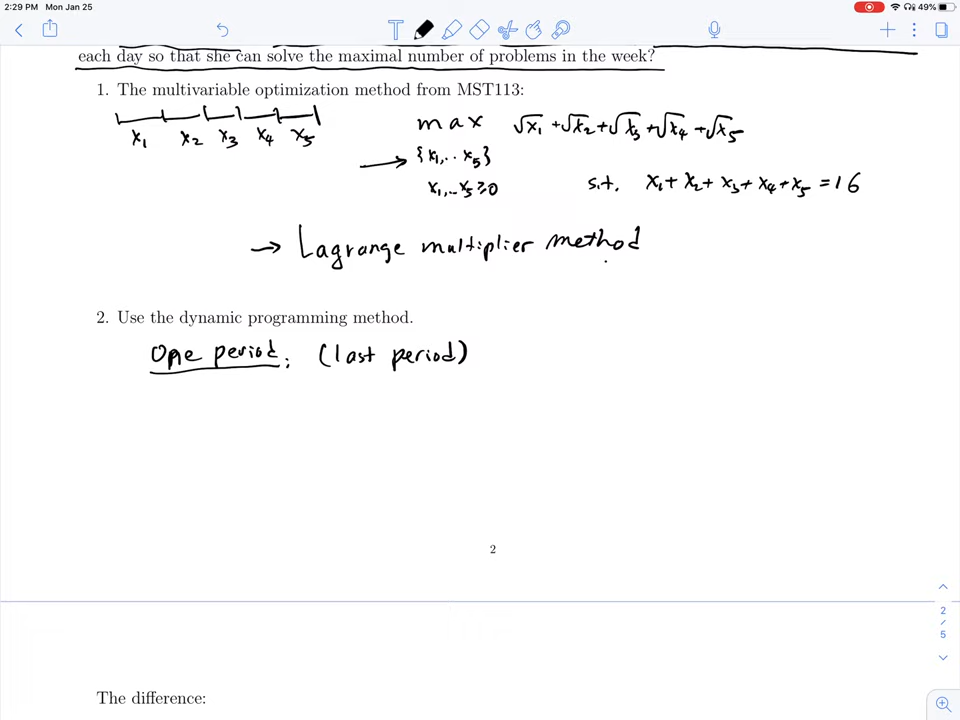 2:29 PM Mon Jan 25
49%
T
each day so that she can solve the maximal number of problems in the week?
1. The multivariable optimization method from MST113:
x₁ x₂ x₃ x₄ x₅
max √x₁ + √x₂ + √x₃ + √x₄ + √x₅
→ {x₁,.. x₅}
x₁,.. x₅ ≥ 0 s.t. x₁ + x₂ + x₃ + x₄ + x₅ = 16
→ Lagrange multiplier method
2. Use the dynamic programming method.
One period: (last period)
2
2
/
5
The difference: